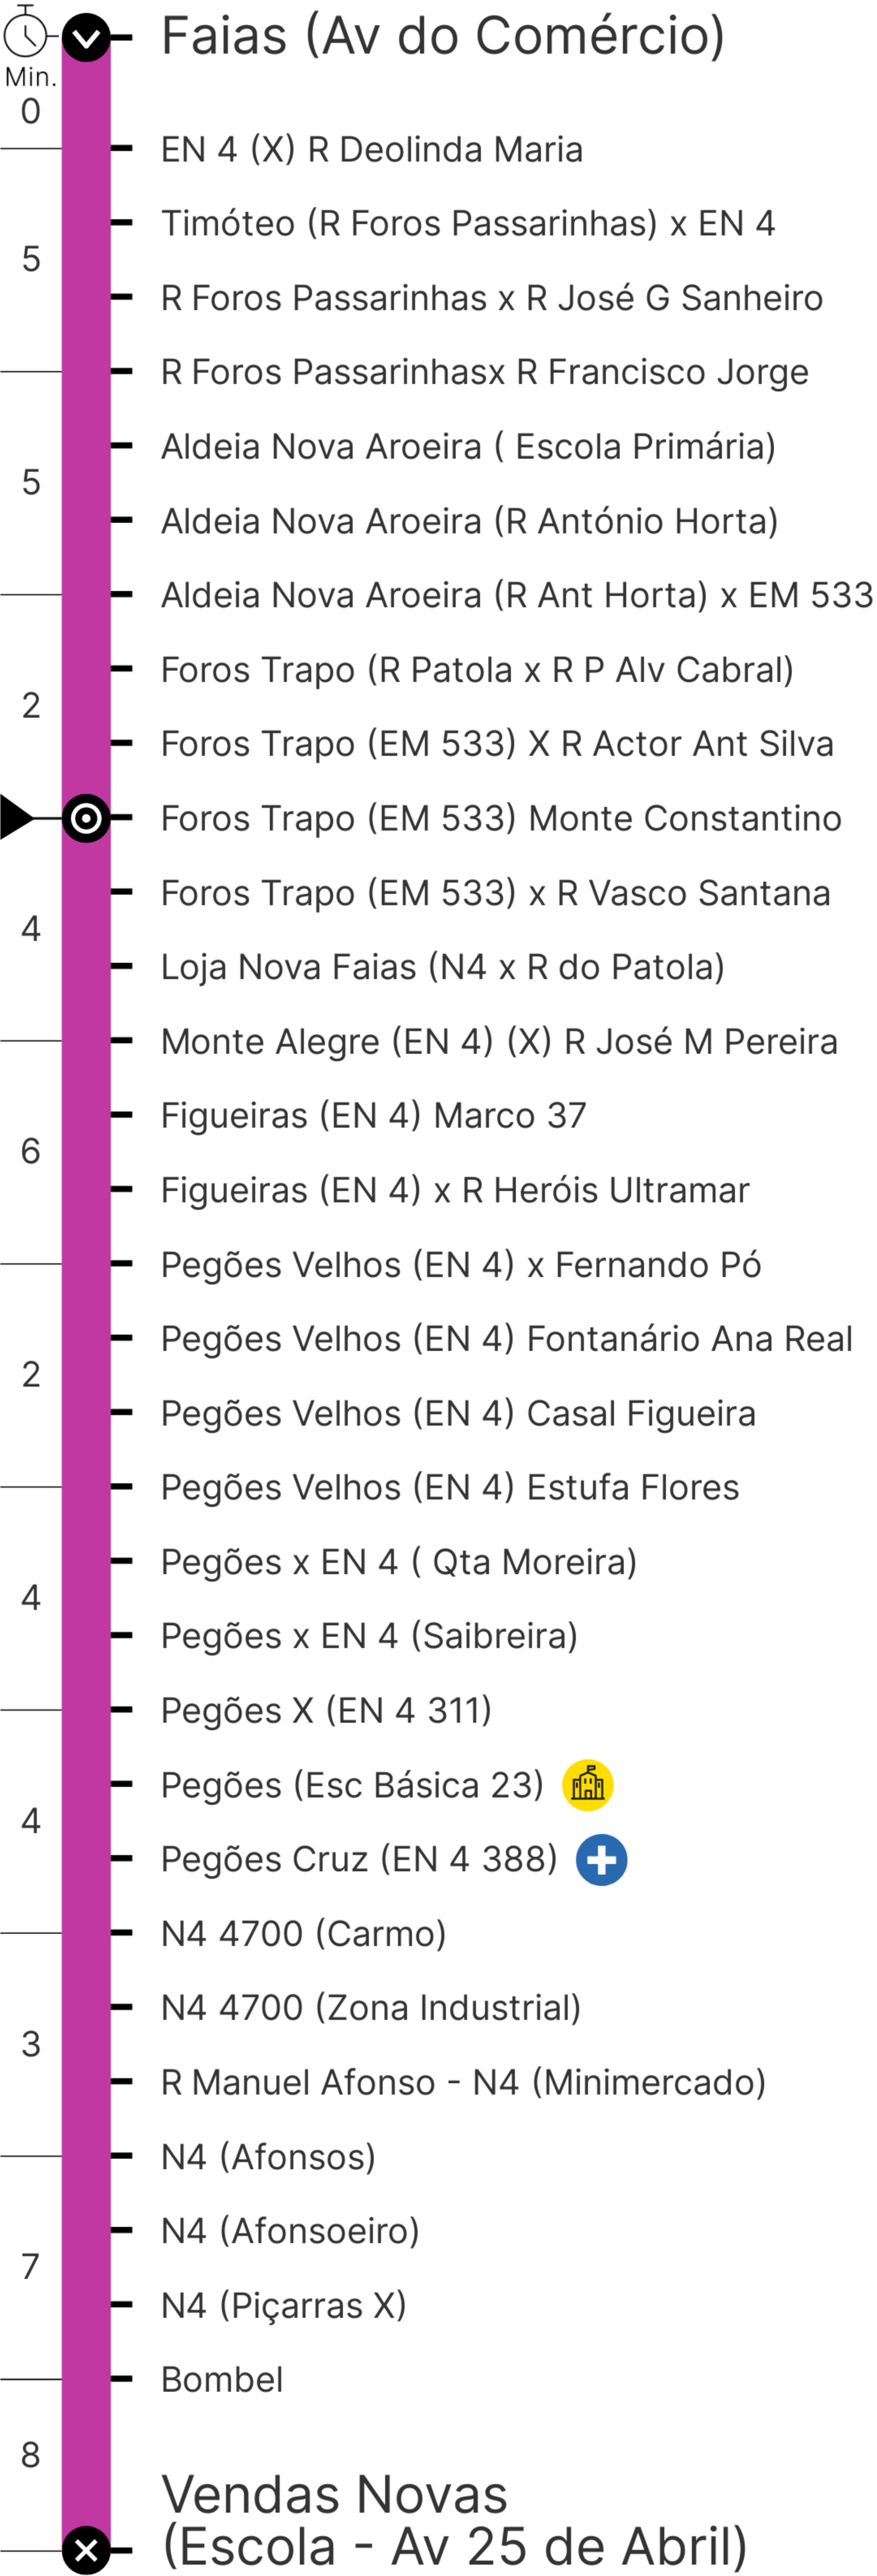 Faias (Av do Comércio)
Min.
0
EN 4 (X) R Deolinda Maria
Timóteo (R Foros Passarinhas) x EN 4
5
R Foros Passarinhas x R José G Sanheiro
R Foros Passarinhasx R Francisco Jorge
Aldeia Nova Aroeira ( Escola Primária)
5
Aldeia Nova Aroeira (R António Horta)
Aldeia Nova Aroeira (R Ant Horta) x EM 533
Foros Trapo (R Patola x R P Alv Cabral)
2
Foros Trapo (EM 533) X R Actor Ant Silva
Foros Trapo (EM 533) Monte Constantino
Foros Trapo (EM 533) x R Vasco Santana
4
Loja Nova Faias (N4 x R do Patola)
Monte Alegre (EN 4) (X) R José M Pereira
Figueiras (EN 4) Marco 37
6
Figueiras (EN 4) x R Heróis Ultramar
Pegões Velhos (EN 4) x Fernando Pó
Pegões Velhos (EN 4) Fontanário Ana Real
2
Pegões Velhos (EN 4) Casal Figueira
Pegões Velhos (EN 4) Estufa Flores
Pegões x EN 4 ( Qta Moreira)
4
Pegões x EN 4 (Saibreira)
Pegões X (EN 4 311)
Pegões (Esc Básica 23)
4
Pegões Cruz (EN 4 388)
N4 4700 (Carmo)
N4 4700 (Zona Industrial)
3
R Manuel Afonso - N4 (Minimercado)
N4 (Afonsos)
N4 (Afonsoeiro)
7
N4 (Piçarras X)
Bombel
8
Vendas Novas
(Escola - Av 25 de Abril)